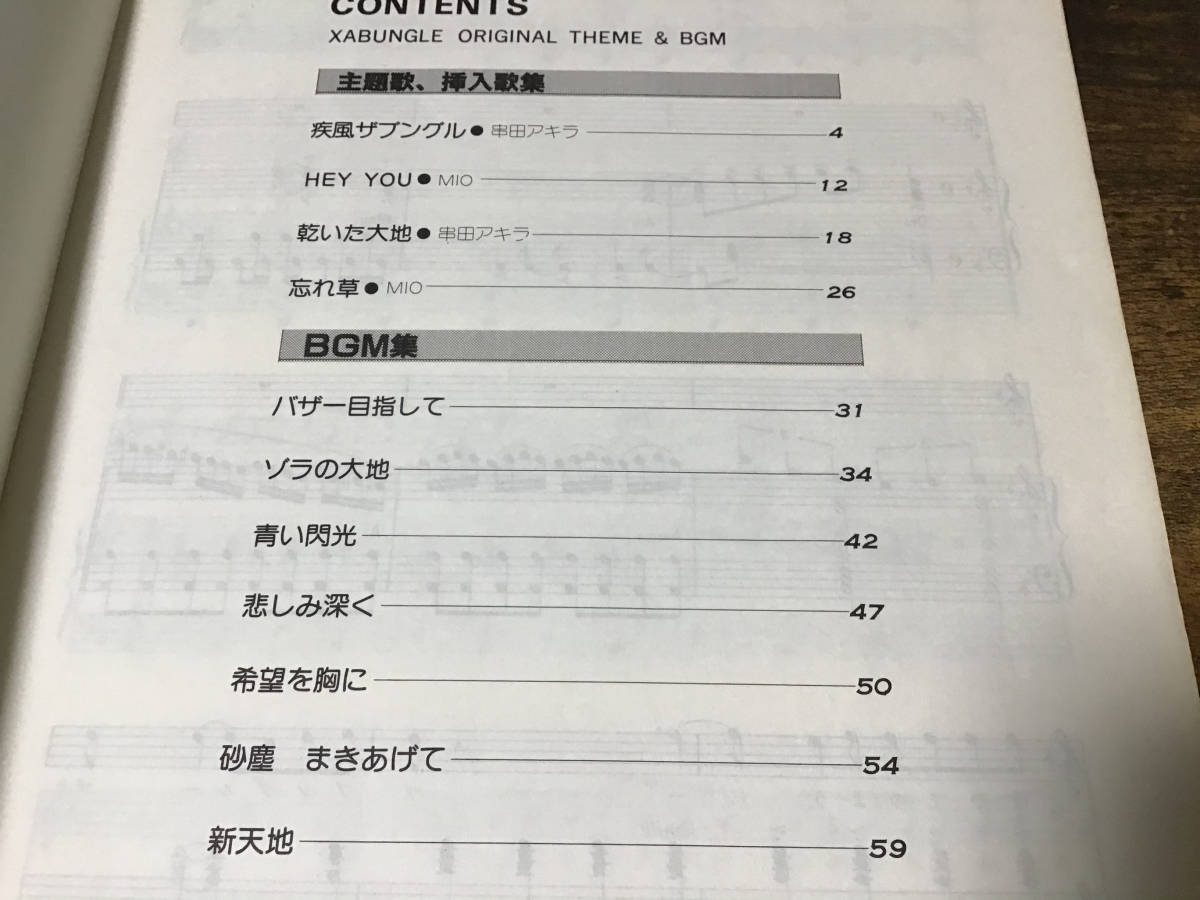 CONTENTS
XABUNGLE ORIGINAL THEME & BGM
主題歌、挿入歌集
疾風ザブングル●串田アキラ 4
HEY YOU●MIO 12
乾いた大地●串田アキラ 18
忘れ草●MIO 26
BGM集
バザー目指して 31
ゾラの大地 34
青い閃光 42
悲しみ深く 47
希望を胸に 50
砂塵　まきあげて 54
新天地 59